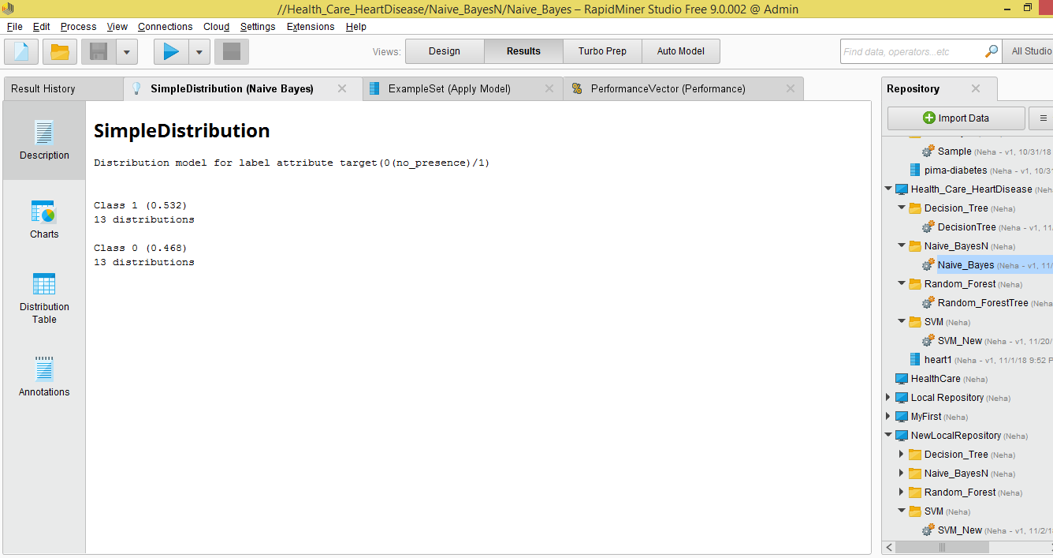 //Health_Care_HeartDisease/Naive_BayesN/Naive_Bayes – RapidMiner Studio Free 9.0.002 @ Admin
File Edit Process View Connections Cloud Settings Extensions Help
Views: Design Results Turbo Prep Auto Model Find data, operators...etc All Studio
Result History SimpleDistribution (Naive Bayes) ExampleSet (Apply Model) PerformanceVector (Performance)
Description
Charts
Distribution
Table
Annotations
SimpleDistribution
Distribution model for label attribute target(0(no_presence)/1)
Class 1 (0.532)
13 distributions
Class 0 (0.468)
13 distributions
Repository
Import Data
Sample (Neha – v1, 10/31/18
pima-diabetes (Neha – v1, 10/31
Health_Care_HeartDisease (Neha
Decision_Tree (Neha)
DecisionTree (Neha – v1, 11/
Naive_BayesN (Neha)
Naive_Bayes (Neha – v1, 11/
Random_Forest (Neha)
Random_ForestTree (Neha
SVM (Neha)
SVM_New (Neha – v1, 11/20/
heart1 (Neha – v1, 11/1/18 9:52 P
HealthCare (Neha)
Local Repository (Neha)
MyFirst (Neha)
NewLocalRepository (Neha)
Decision_Tree (Neha)
Naive_BayesN (Neha)
Random_Forest (Neha)
SVM (Neha)
SVM_New (Neha – v1, 11/2/1